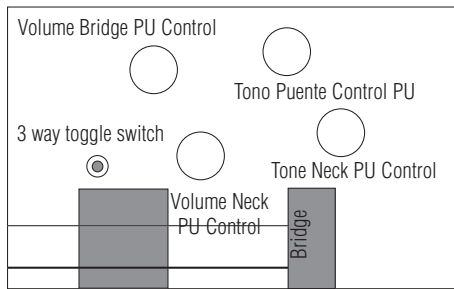 Volume Bridge PU Control
Tono Puente Control PU
3 way toggle switch
Tone Neck PU Control
Volume Neck
PU Control
Bridge